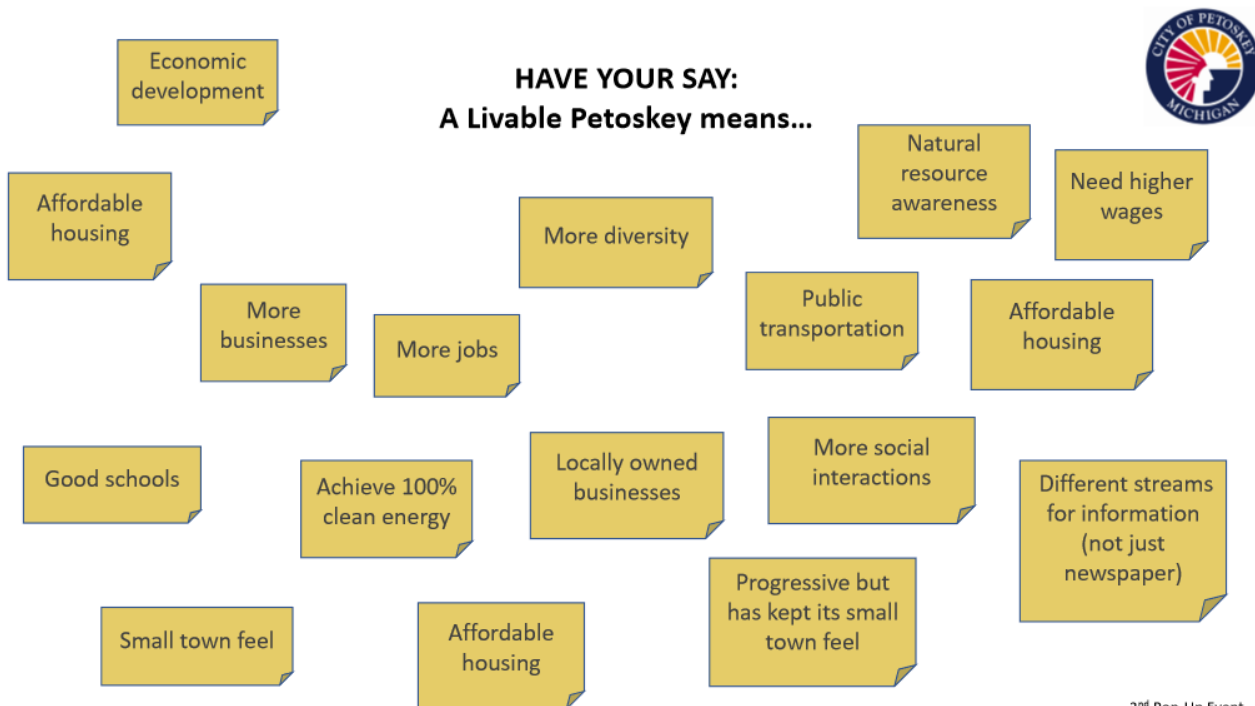 Economic
development
HAVE YOUR SAY:
A Livable Petoskey means…
CITY OF PETOSKEY
MICHIGAN
Affordable
housing
More diversity
Natural
resource
awareness
Need higher
wages
More
businesses
More jobs
Public
transportation
Affordable
housing
Good schools
Achieve 100%
clean energy
Locally owned
businesses
More social
interactions
Different streams
for information
(not just
newspaper)
Small town feel
Affordable
housing
Progressive but
has kept its small
town feel
Pop-Up Event